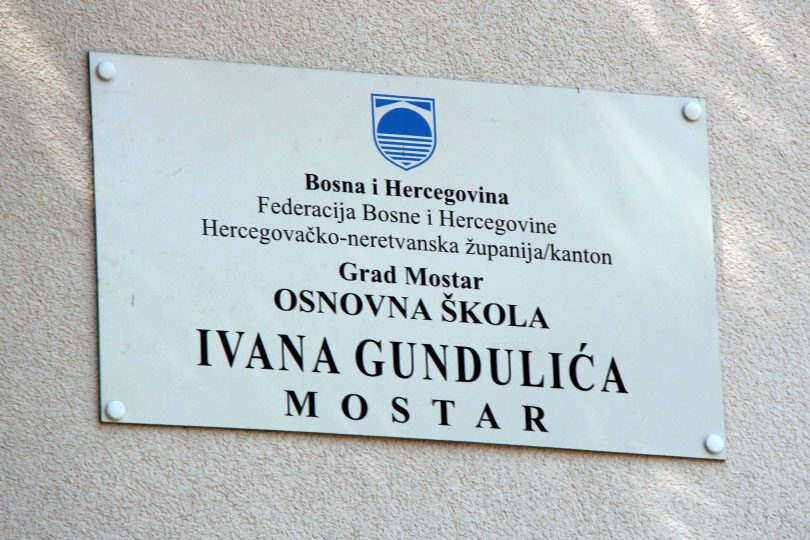 Bosna i Hercegovina
Federacija Bosne i Hercegovine
Hercegovačko-neretvanska županija/kanton
Grad Mostar
OSNOVNA ŠKOLA
IVANA GUNDULIĆA
MOSTAR